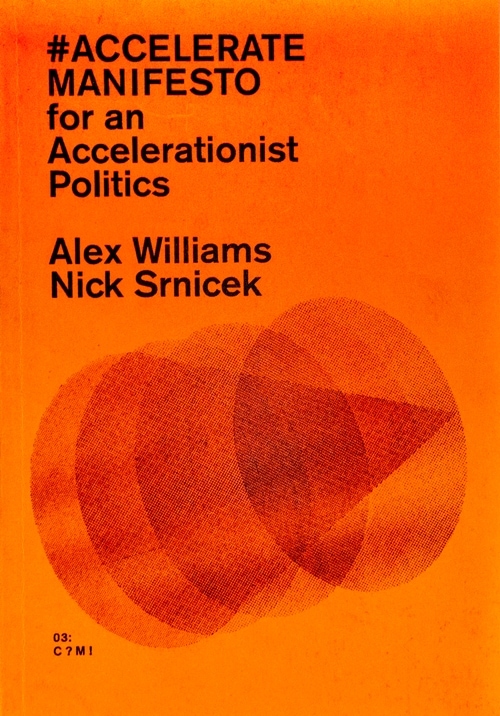 #ACCELERATE
MANIFESTO
for an
Accelerationist
Politics
Alex Williams
Nick Srnicek
03:
C?M!